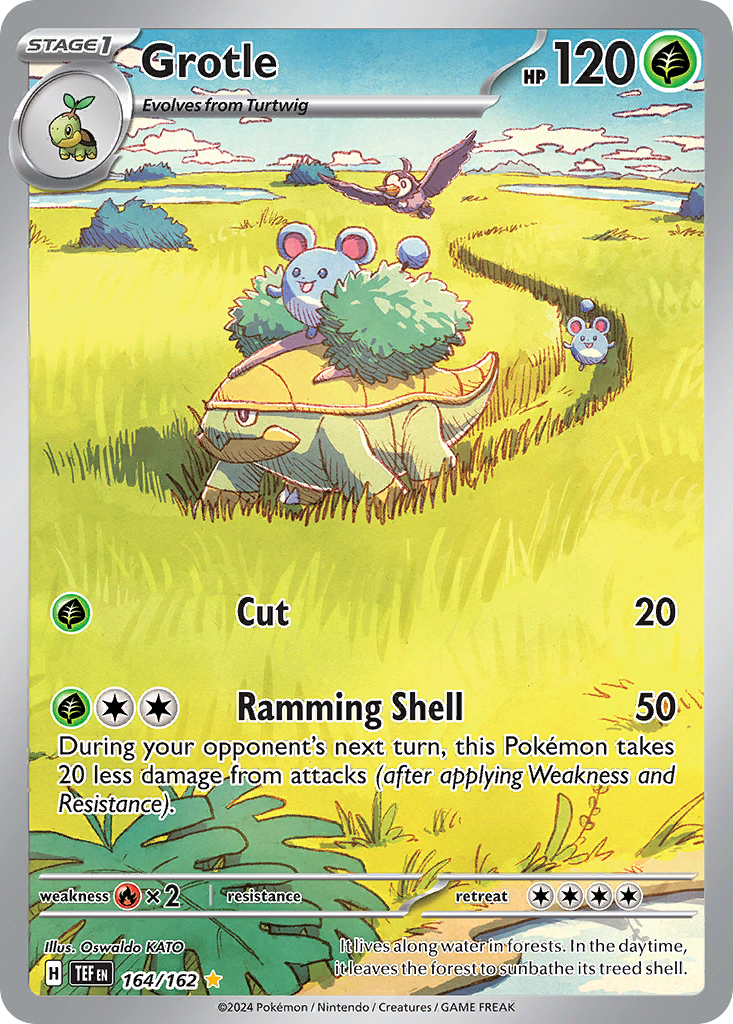 STAGE1
Grotle
HP 120
Evolves from Turtwig
Cut 20
Ramming Shell 50
During your opponent's next turn, this Pokémon takes
20 less damage from attacks (after applying Weakness and
Resistance).
weakness ×2 resistance retreat
Illus. Oswaldo KATO
H TEF EN 164/162
It lives along water in forests. In the daytime,
it leaves the forest to sunbathe its treed shell.
©2024 Pokémon / Nintendo / Creatures / GAME FREAK